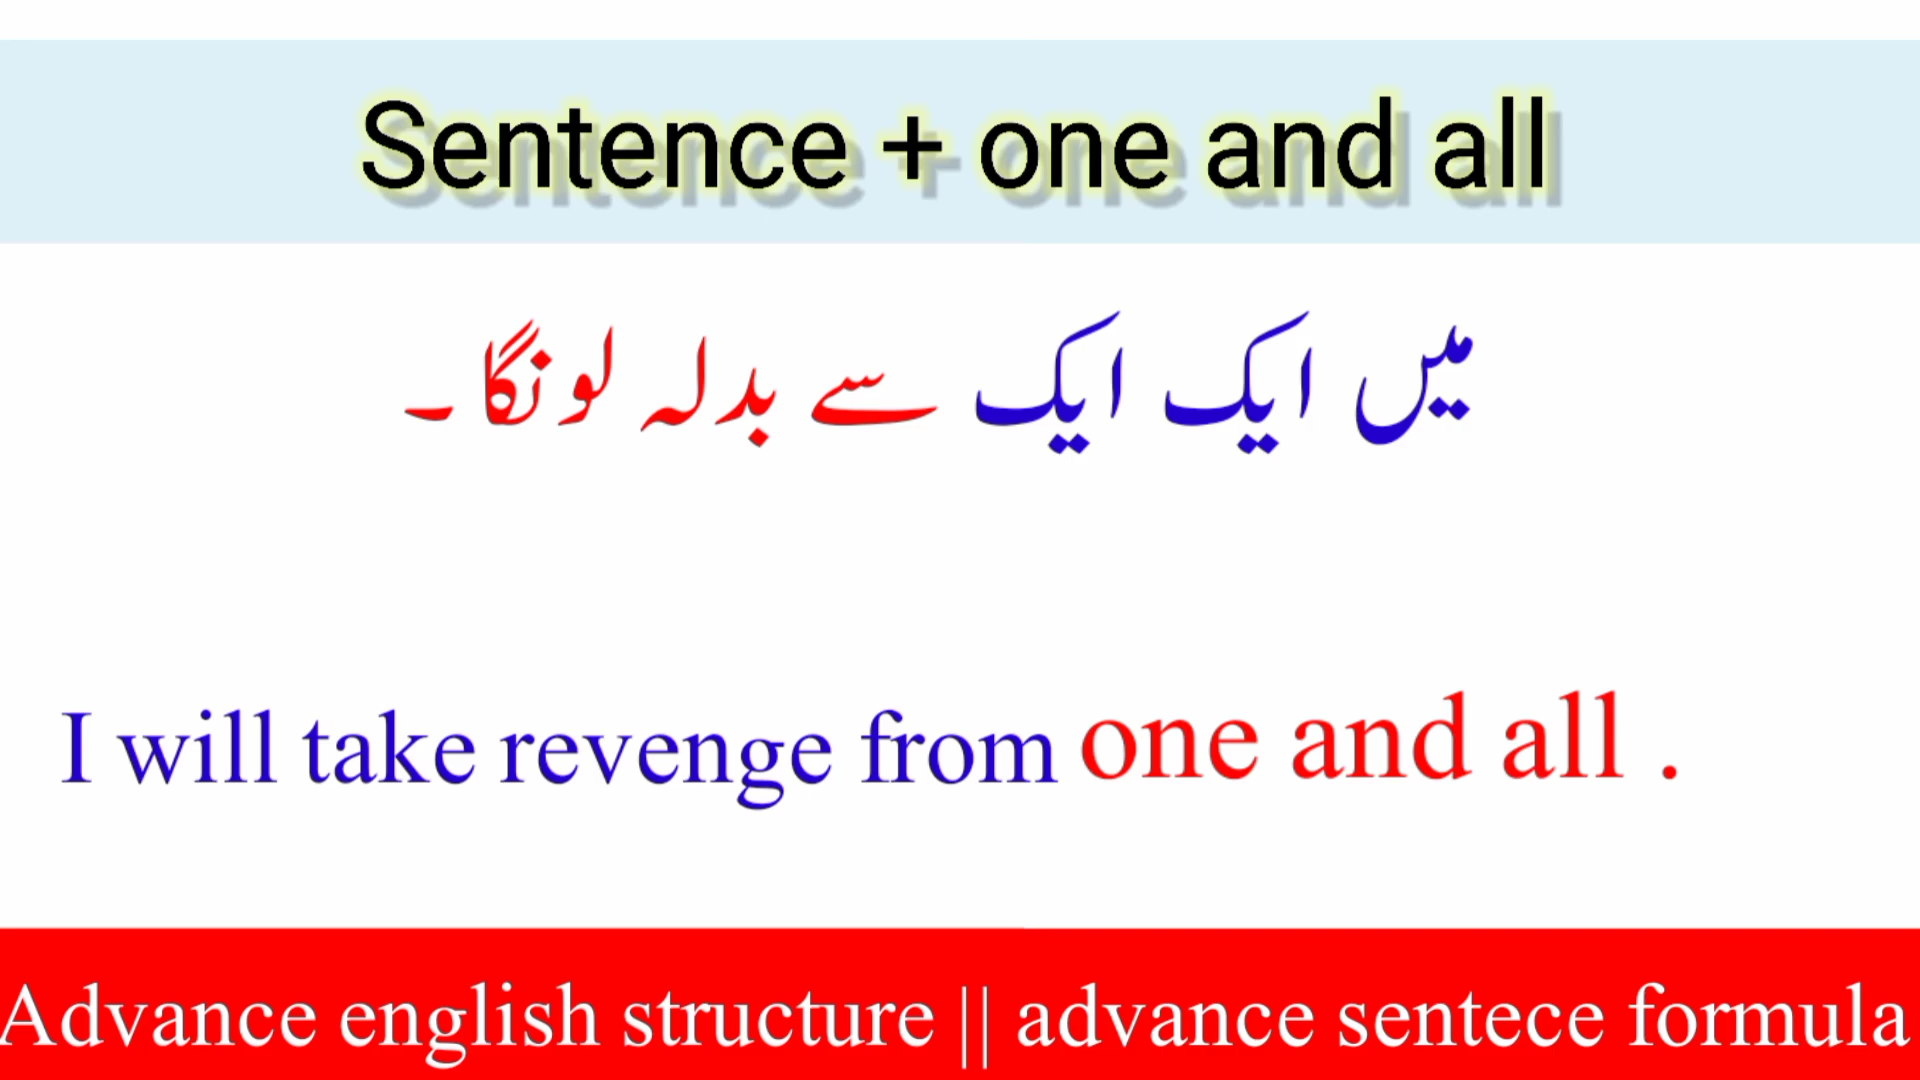 Sentence + one and all
میں ایک ایک سے بدلہ لونگا۔
I will take revenge from one and all .
Advance english structure || advance sentece formula